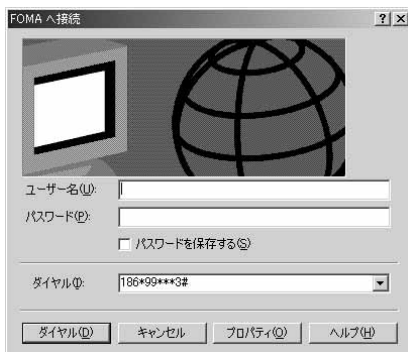 FOMA へ接続
ユーザー名(U):
パスワード(P):
パスワードを保存する(S)
ダイヤル(I): 186*99***3#
ダイヤル(D) キャンセル プロパティ(O) ヘルプ(H)